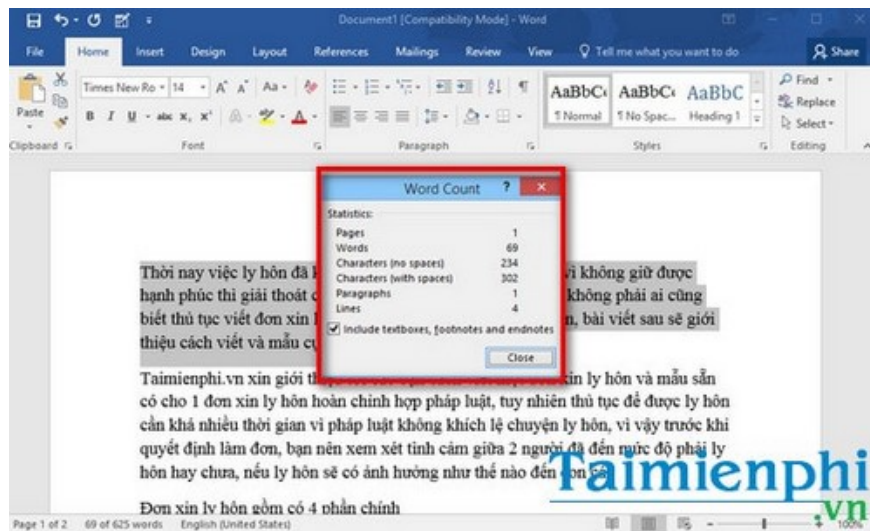 Document1 [Compatibility Mode] - Word
File Home Insert Design Layout References Mailings Review View Tell me what you want to do Share
Paste
Times New Ro 14 A A Aa
B I U abc x, x² A A
AaBbCc AaBbCc AaBbC
¶ Normal ¶ No Spac... Heading 1
Find
Replace
Select
Clipboard Font Paragraph Styles Editing
Word Count ?
Statistics:
Pages 1
Words 69
Characters (no spaces) 234
Characters (with spaces) 302
Paragraphs 1
Lines 4
Include textboxes, footnotes and endnotes
Close
Thời nay việc ly hôn đã vì không giữ được
hạnh phúc thì giải thoát không phải ai cũng
biết thủ tục viết đơn xin bài viết sau sẽ giới
thiệu cách viết và mẫu
Taimienphi.vn xin giới xin ly hôn và mẫu sẵn
có cho 1 đơn xin ly hôn hoàn chỉnh hợp pháp luật, tuy nhiên thủ tục để được ly hôn
cần khá nhiều thời gian vì pháp luật không khích lệ chuyện ly hôn, vì vậy trước khi
quyết định làm đơn, bạn nên xem xét tình cảm giữa 2 người đã đến mức độ phải ly
hôn hay chưa, nếu ly hôn sẽ có ảnh hưởng như thế nào đến con
Đơn xin ly hôn gồm có 4 phần chính
Taimienphi
.vn
Page 1 of 2 69 of 625 words English (United States) 100%